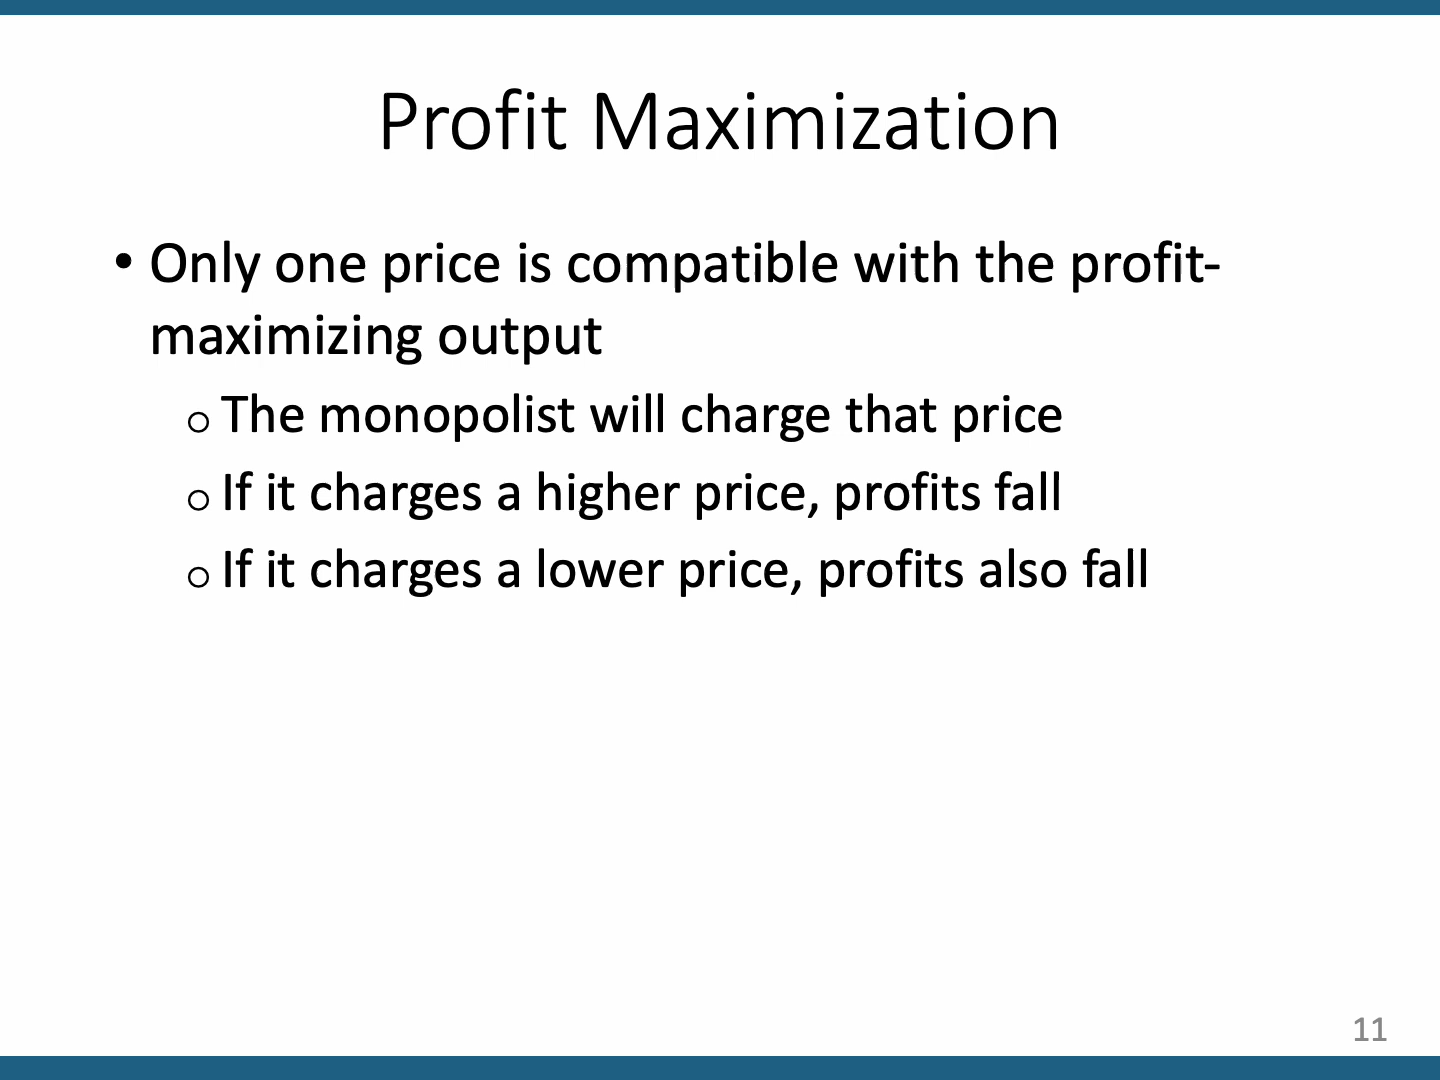 Profit Maximization
• Only one price is compatible with the profit-
maximizing output
o The monopolist will charge that price
o If it charges a higher price, profits fall
o If it charges a lower price, profits also fall
11